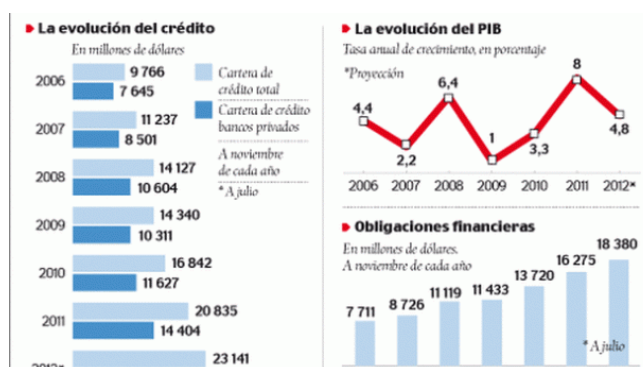 La evolución del crédito
En millones de dólares
2006
9 766
7 645
2007
11 237
8 501
2008
14 127
10 604
2009
14 340
10 311
2010
16 842
11 627
2011
20 835
14 404
2012*
23 141
Cartera de
crédito total
Cartera de crédito
bancos privados
A noviembre
de cada año
* A julio
La evolución del PIB
Tasa anual de crecimiento, en porcentaje
*Proyección
4,4
2,2
6,4
1
3,3
8
4,8
2006 2007 2008 2009 2010 2011 2012*
Obligaciones financieras
En millones de dólares.
A noviembre de cada año
7 711
8 726
11 119
11 433
13 720
16 275
18 380
* A julio